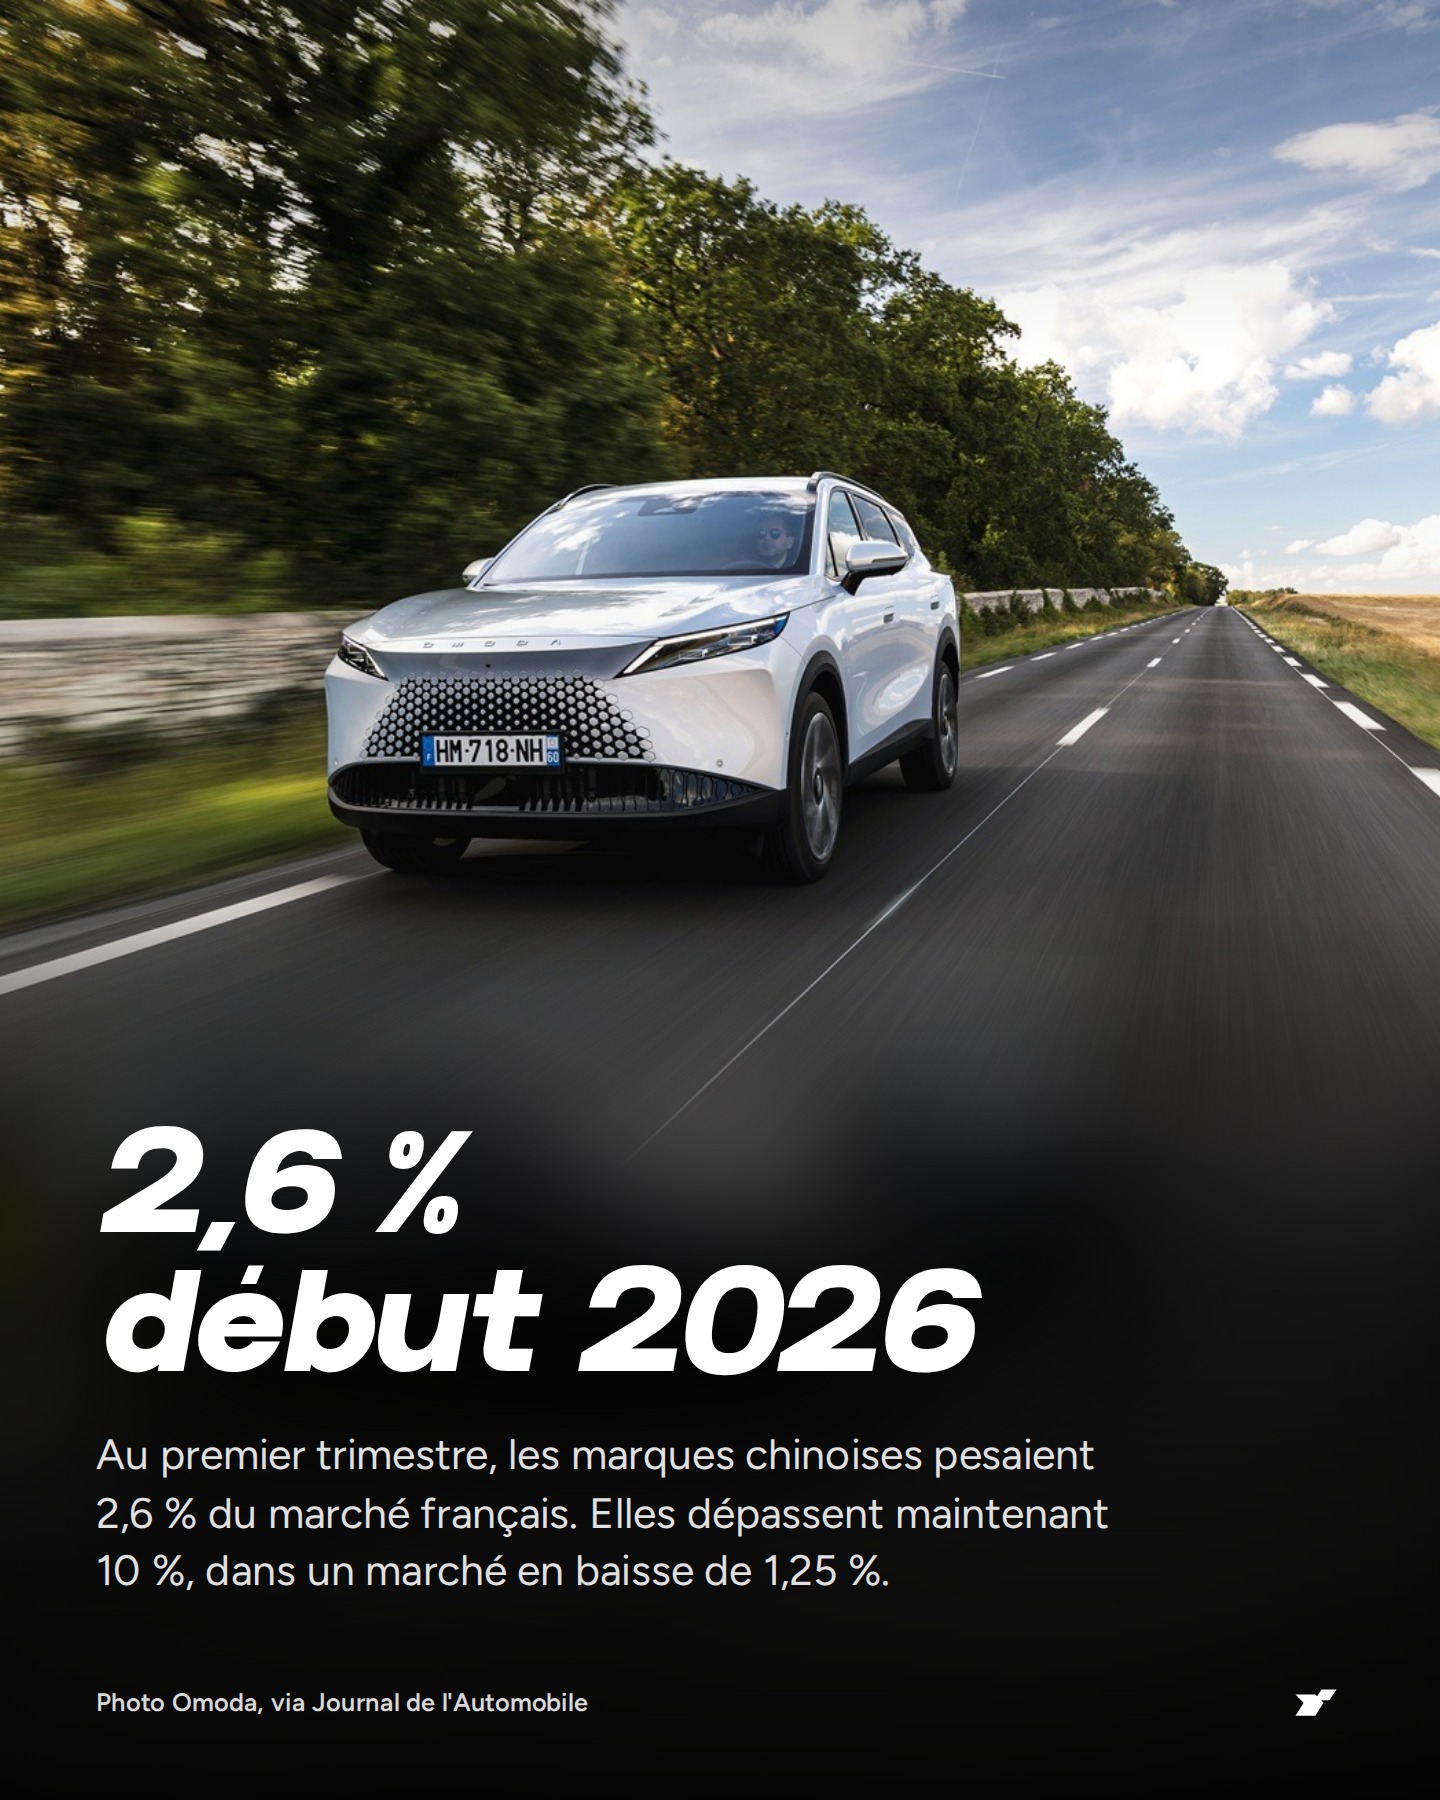 OMODA
F HM-718-NH 60
2,6 %
début 2026
Au premier trimestre, les marques chinoises pesaient
2,6 % du marché français. Elles dépassent maintenant
10 %, dans un marché en baisse de 1,25 %.
Photo Omoda, via Journal de l'Automobile